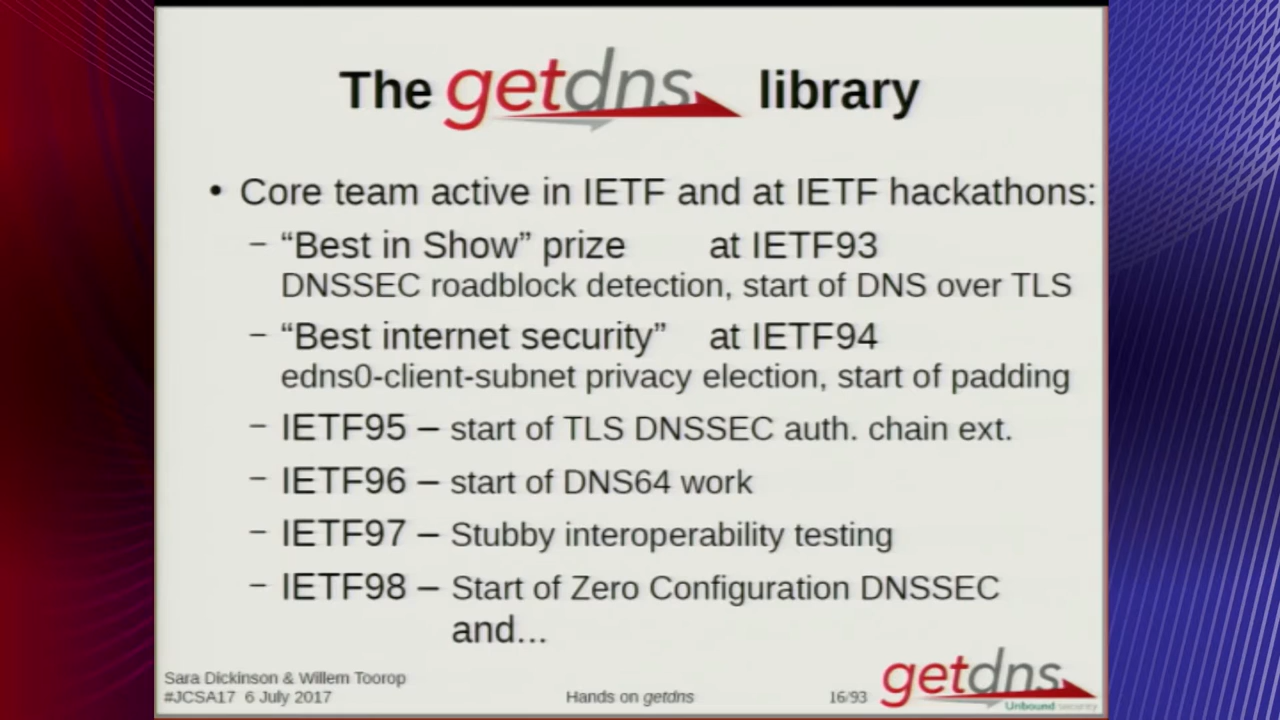 The getdns library
• Core team active in IETF and at IETF hackathons:
– “Best in Show” prize at IETF93
DNSSEC roadblock detection, start of DNS over TLS
– “Best internet security” at IETF94
edns0-client-subnet privacy election, start of padding
– IETF95 – start of TLS DNSSEC auth. chain ext.
– IETF96 – start of DNS64 work
– IETF97 – Stubby interoperability testing
– IETF98 – Start of Zero Configuration DNSSEC
and...
Sara Dickinson & Willem Toorop
#JCSA17 6 July 2017
Hands on getdns
16/93
getdns
Unbound security